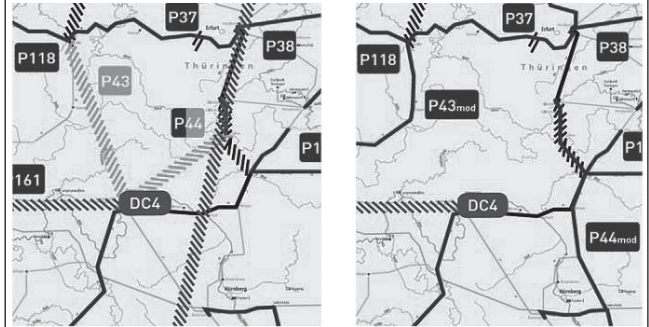 P37
Erfurt
P118
P38
P43
Thüringen
P44
P1
161
DC4
Nürnberg
P37
Erfurt
P118
P38
Thüringen
P43mod
P1
DC4
P44mod
Nürnberg